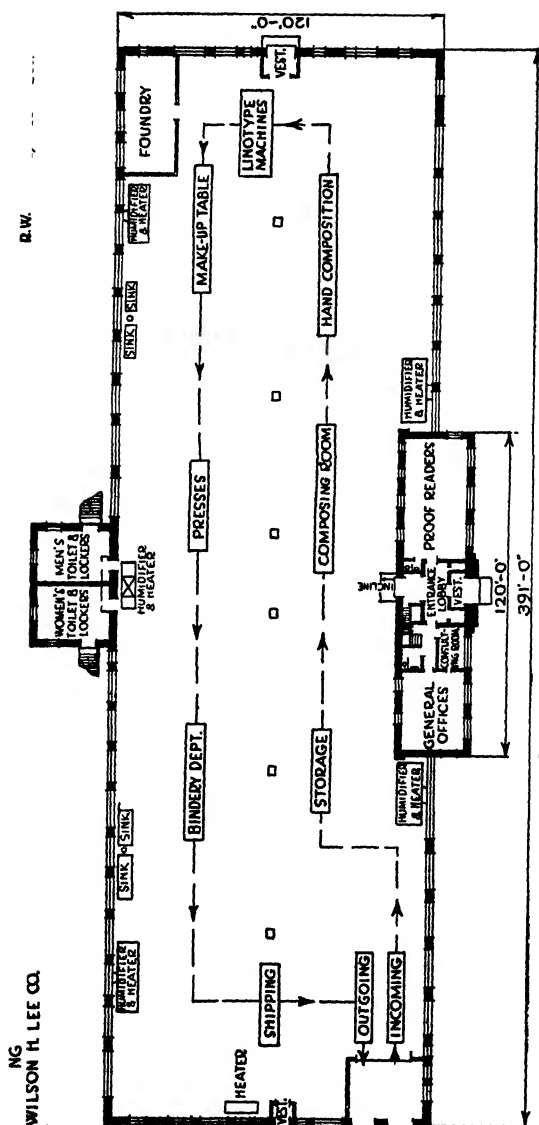 R.W.
NG
WILSON H. LEE CO.
120'-0"
FOUNDRY
VEST.
LINOTYPE
MACHINES
HUMIDIFIER
& HEATER
MAKE-UP TABLE
HAND COMPOSITION
SINK
SINK
HUMIDIFIER
& HEATER
MEN'S
TOILET &
LOCKERS
WOMEN'S
TOILET &
LOCKERS
HUMIDIFIER
& HEATER
PRESSES
COMPOSING ROOM
PROOF READERS
INCLINE
ENTRANCE
LOBBY
VEST.
CONSULT-
ING ROOM
GENERAL
OFFICES
120'-0"
391'-0"
BINDERY DEPT.
STORAGE
HUMIDIFIER
& HEATER
SINK
SINK
HUMIDIFIER
& HEATER
SHIPPING
OUTGOING
INCOMING
HEATER
VEST.